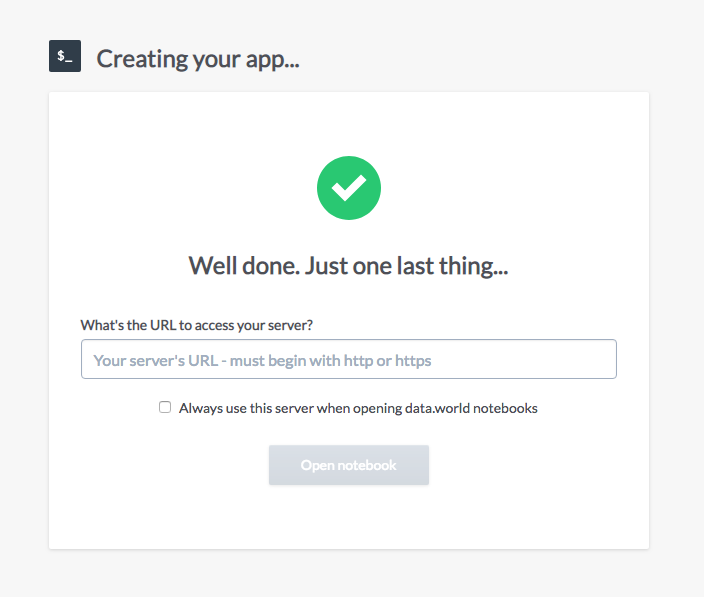 $_
Creating your app...
Well done. Just one last thing...
What's the URL to access your server?
Your server's URL - must begin with http or https
Always use this server when opening data.world notebooks
Open notebook